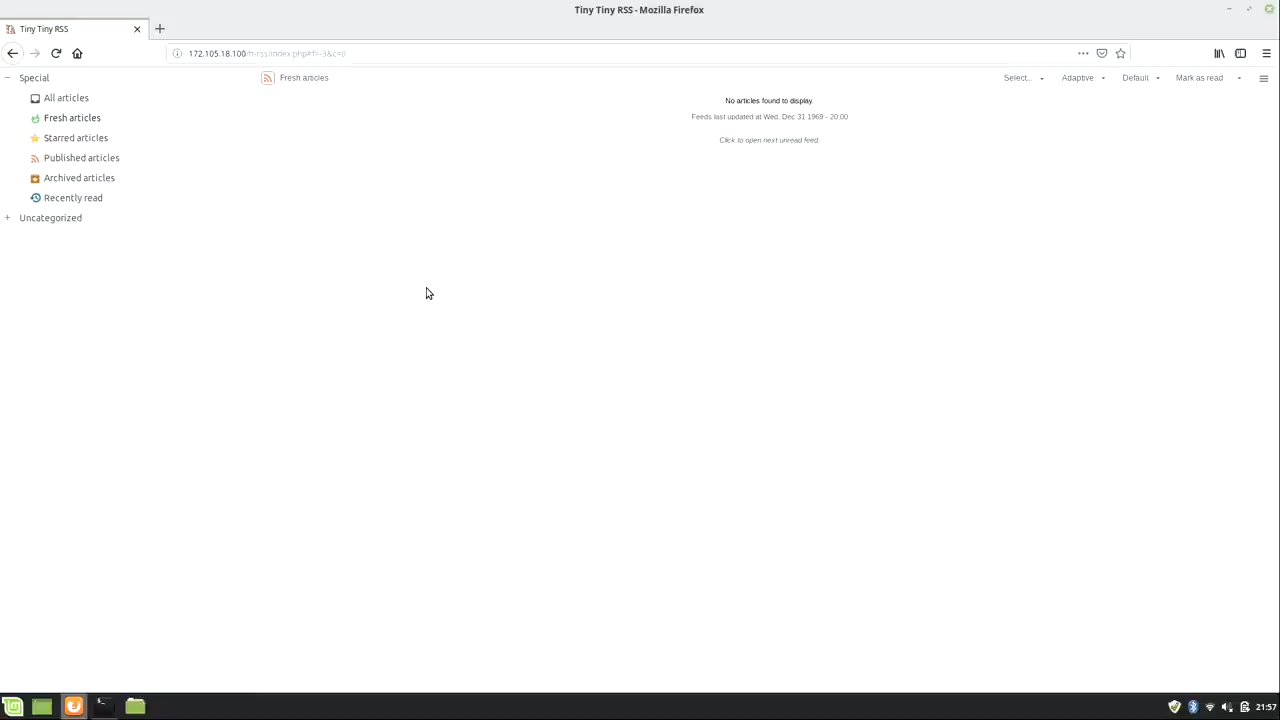 Tiny Tiny RSS - Mozilla Firefox
Tiny Tiny RSS
172.105.18.100/tt-rss/index.php#f=-3&c=0
Special
Fresh articles
Select...
Adaptive
Default
Mark as read
All articles
No articles found to display.
Fresh articles
Feeds last updated at Wed, Dec 31 1969 - 20:00
Starred articles
Click to open next unread feed.
Published articles
Archived articles
Recently read
Uncategorized
21:57